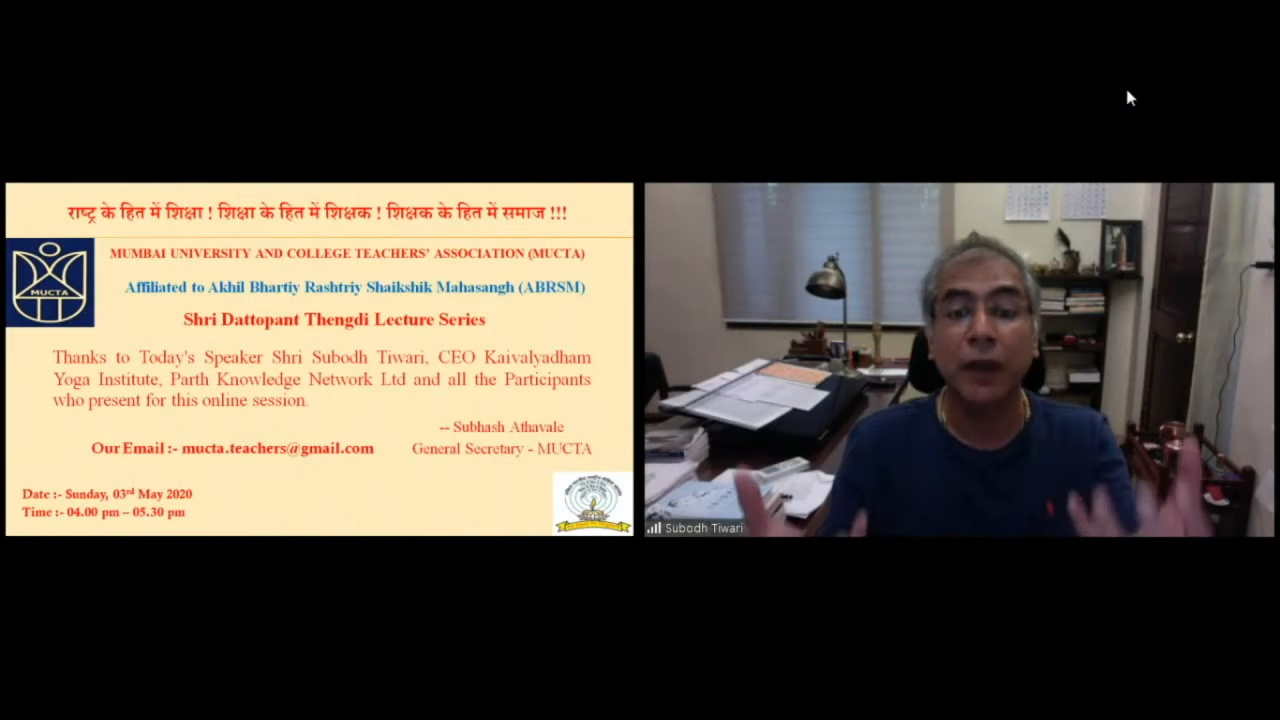 राष्ट्र के हित में शिक्षा ! शिक्षा के हित में शिक्षक ! शिक्षक के हित में समाज !!!
MUCTA
MUMBAI UNIVERSITY AND COLLEGE TEACHERS' ASSOCIATION (MUCTA)
Affiliated to Akhil Bhartiy Rashtriy Shaikshik Mahasangh (ABRSM)
Shri Dattopant Thengdi Lecture Series
Thanks to Today's Speaker Shri Subodh Tiwari, CEO Kaivalyadham
Yoga Institute, Parth Knowledge Network Ltd and all the Participants
who present for this online session.
-- Subhash Athavale
Our Email :- mucta.teachers@gmail.com General Secretary - MUCTA
Date :- Sunday, 03rd May 2020
Time :- 04.00 pm – 05.30 pm
Subodh Tiwari